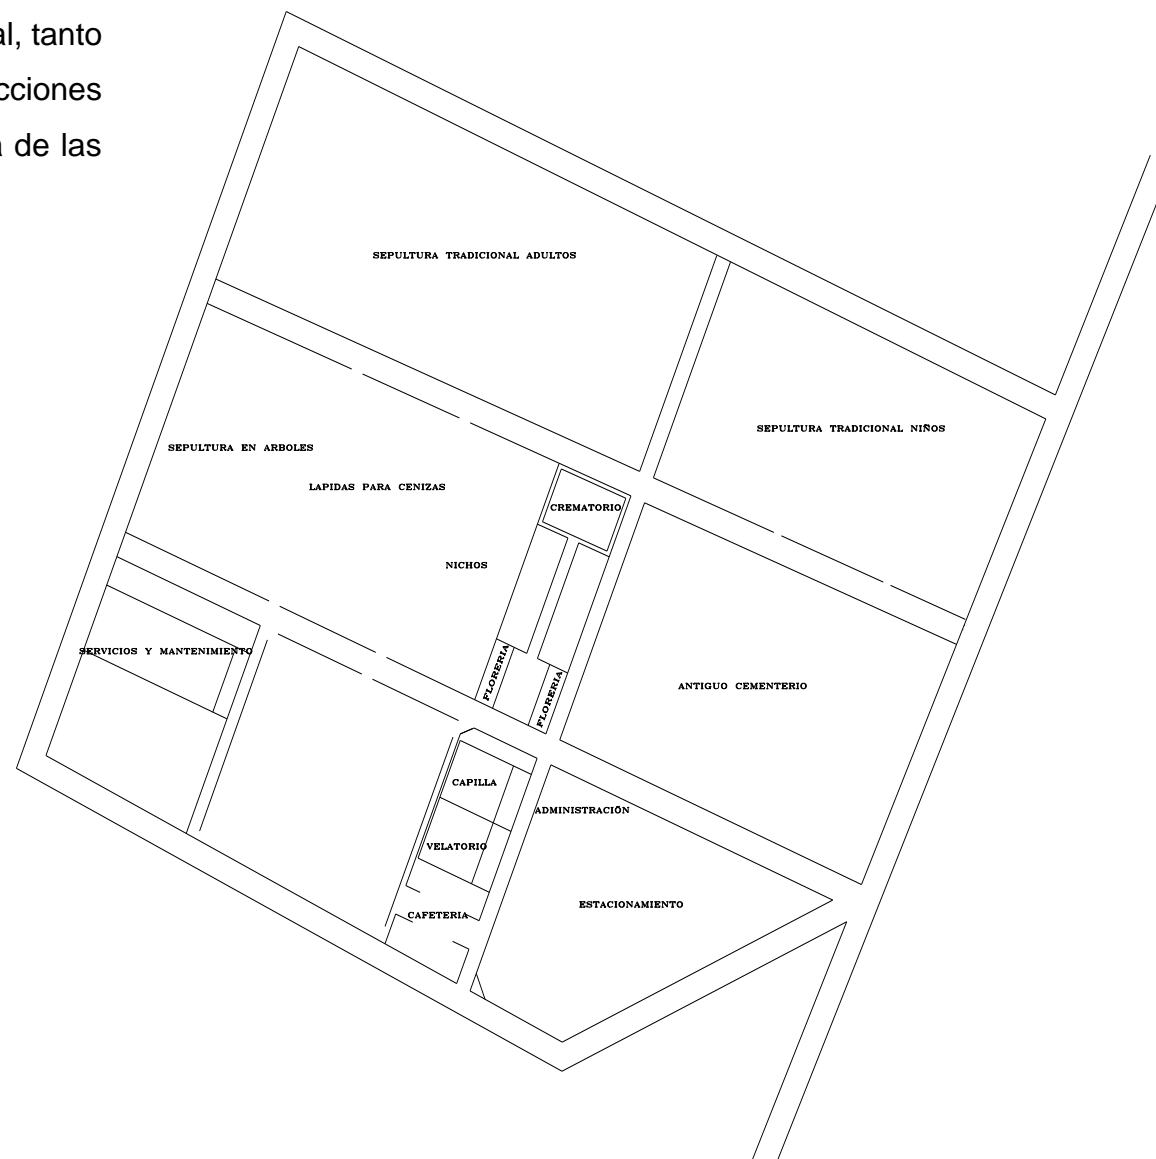 al, tanto
cciones
a de las
SEPULTURA TRADICIONAL ADULTOS
SEPULTURA TRADICIONAL NIÑOS
SEPULTURA EN ARBOLES
LAPIDAS PARA CENIZAS
CREMATORIO
NICHOS
SERVICIOS Y MANTENIMIENTO
FLORERIA
FLORERIA
ANTIGUO CEMENTERIO
CAPILLA
ADMINISTRACIÓN
VELATORIO
ESTACIONAMIENTO
CAFETERIA